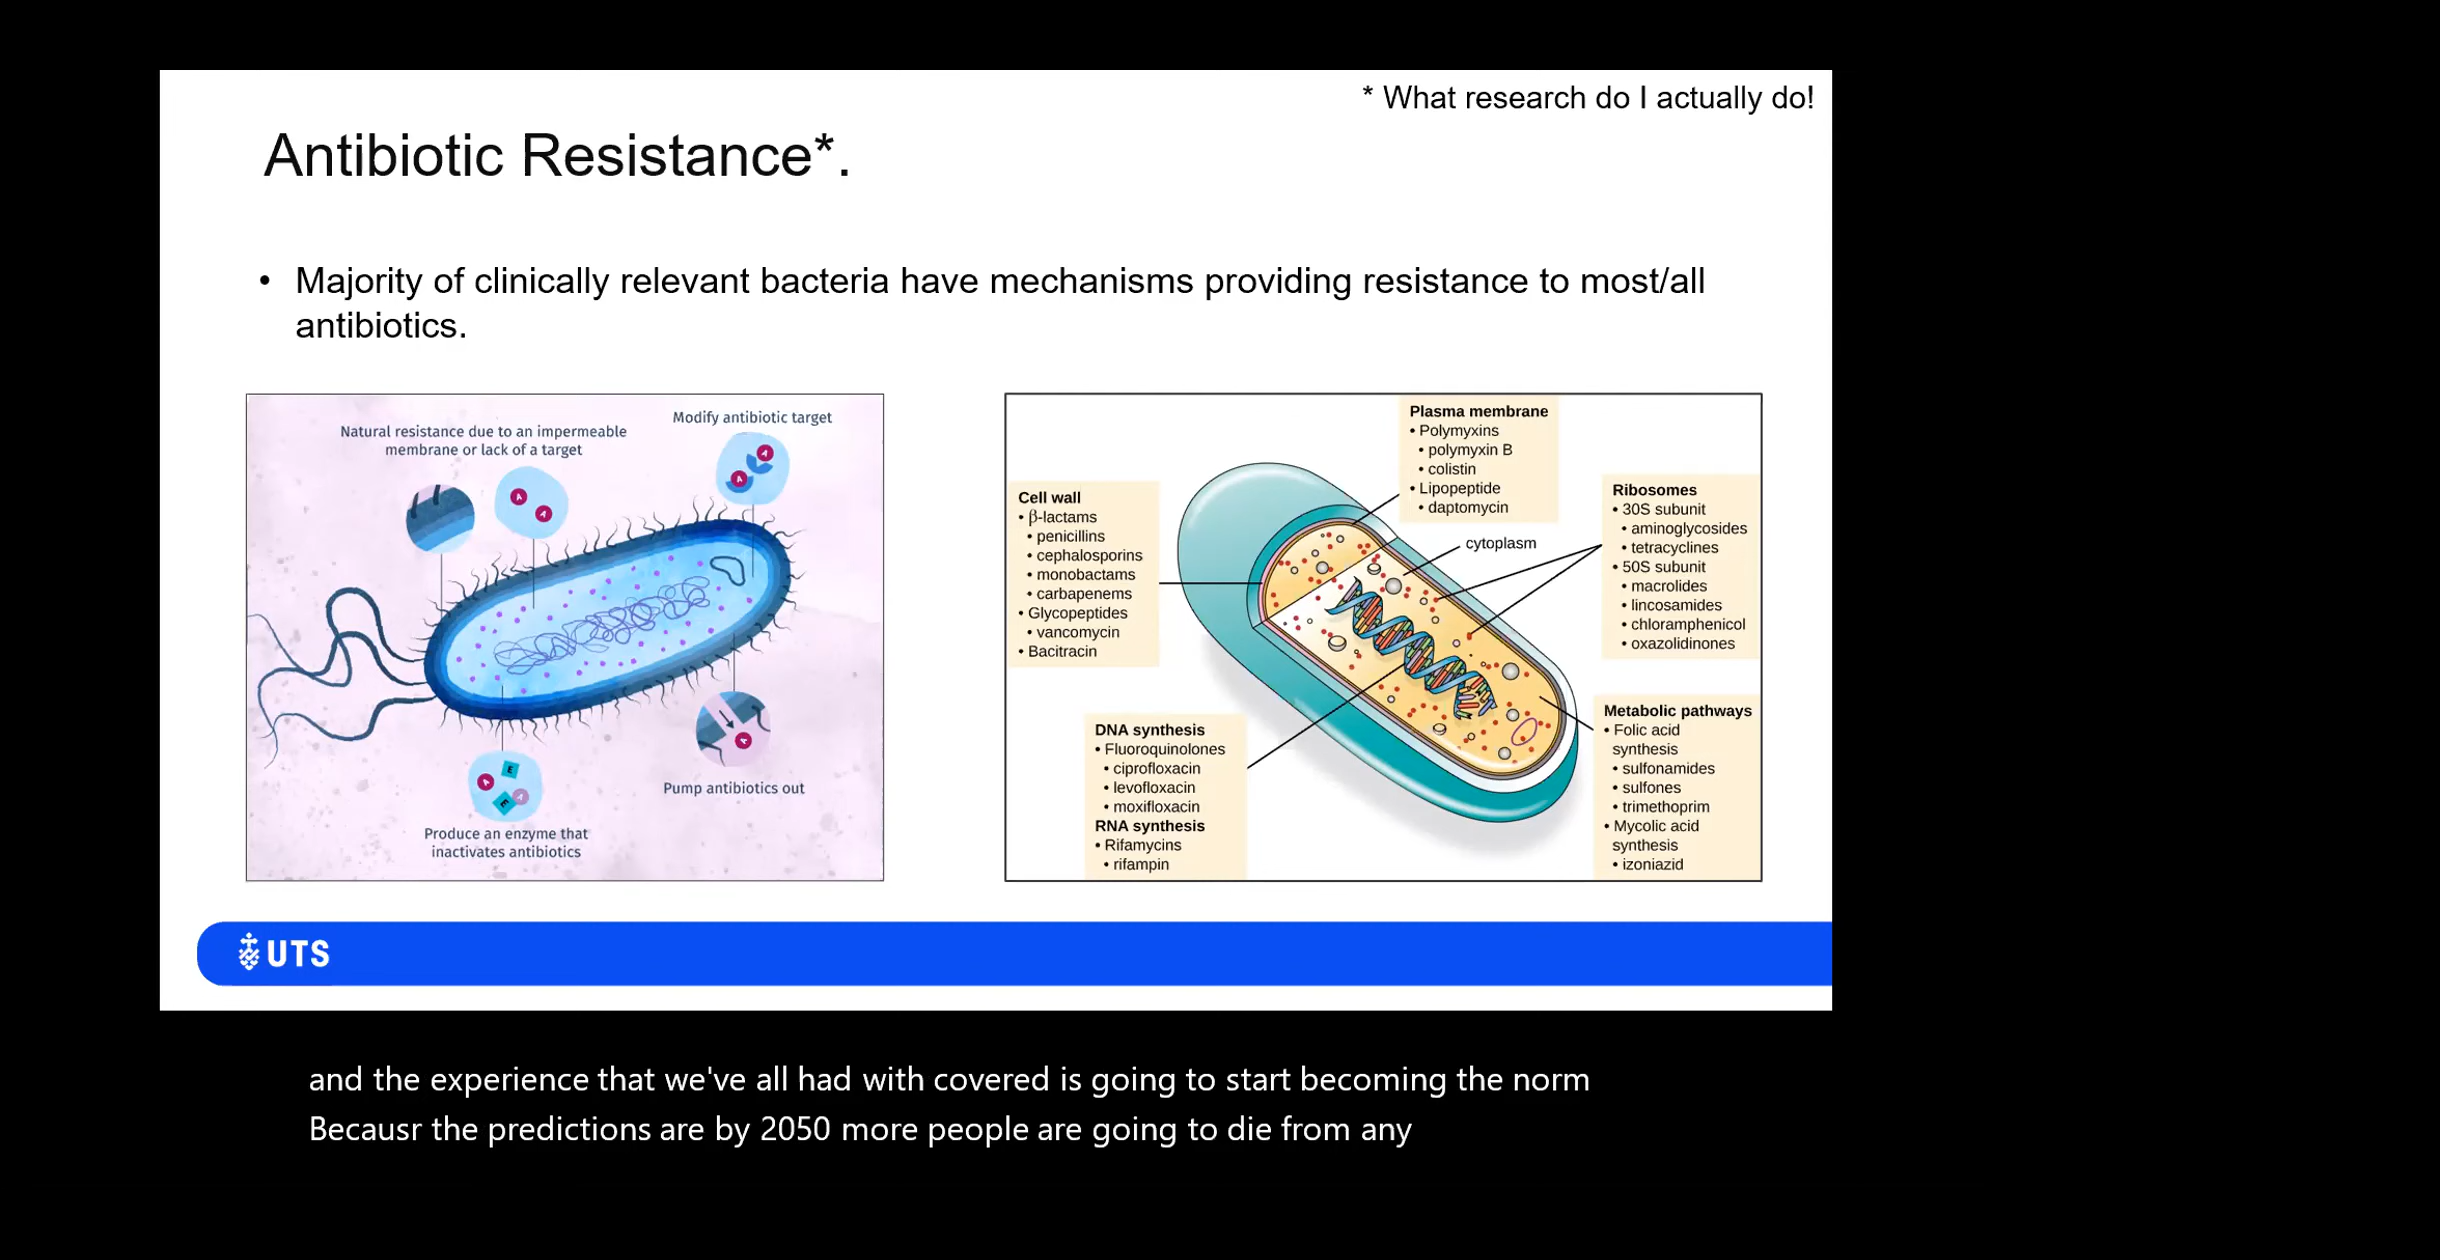 * What research do I actually do!
Antibiotic Resistance*.
• Majority of clinically relevant bacteria have mechanisms providing resistance to most/all
antibiotics.
Natural resistance due to an impermeable
membrane or lack of a target
Modify antibiotic target
A
A
A
A
Pump antibiotics out
A
E
A
E
A
Produce an enzyme that
inactivates antibiotics
Plasma membrane
• Polymyxins
• polymyxin B
• colistin
• Lipopeptide
• daptomycin
Cell wall
• β-lactams
• penicillins
• cephalosporins
• monobactams
• carbapenems
• Glycopeptides
• vancomycin
• Bacitracin
cytoplasm
Ribosomes
• 30S subunit
• aminoglycosides
• tetracyclines
• 50S subunit
• macrolides
• lincosamides
• chloramphenicol
• oxazolidinones
DNA synthesis
• Fluoroquinolones
• ciprofloxacin
• levofloxacin
• moxifloxacin
RNA synthesis
• Rifamycins
• rifampin
Metabolic pathways
• Folic acid
synthesis
• sulfonamides
• sulfones
• trimethoprim
• Mycolic acid
synthesis
• izoniazid
UTS
and the experience that we've all had with covered is going to start becoming the norm
Becausr the predictions are by 2050 more people are going to die from any